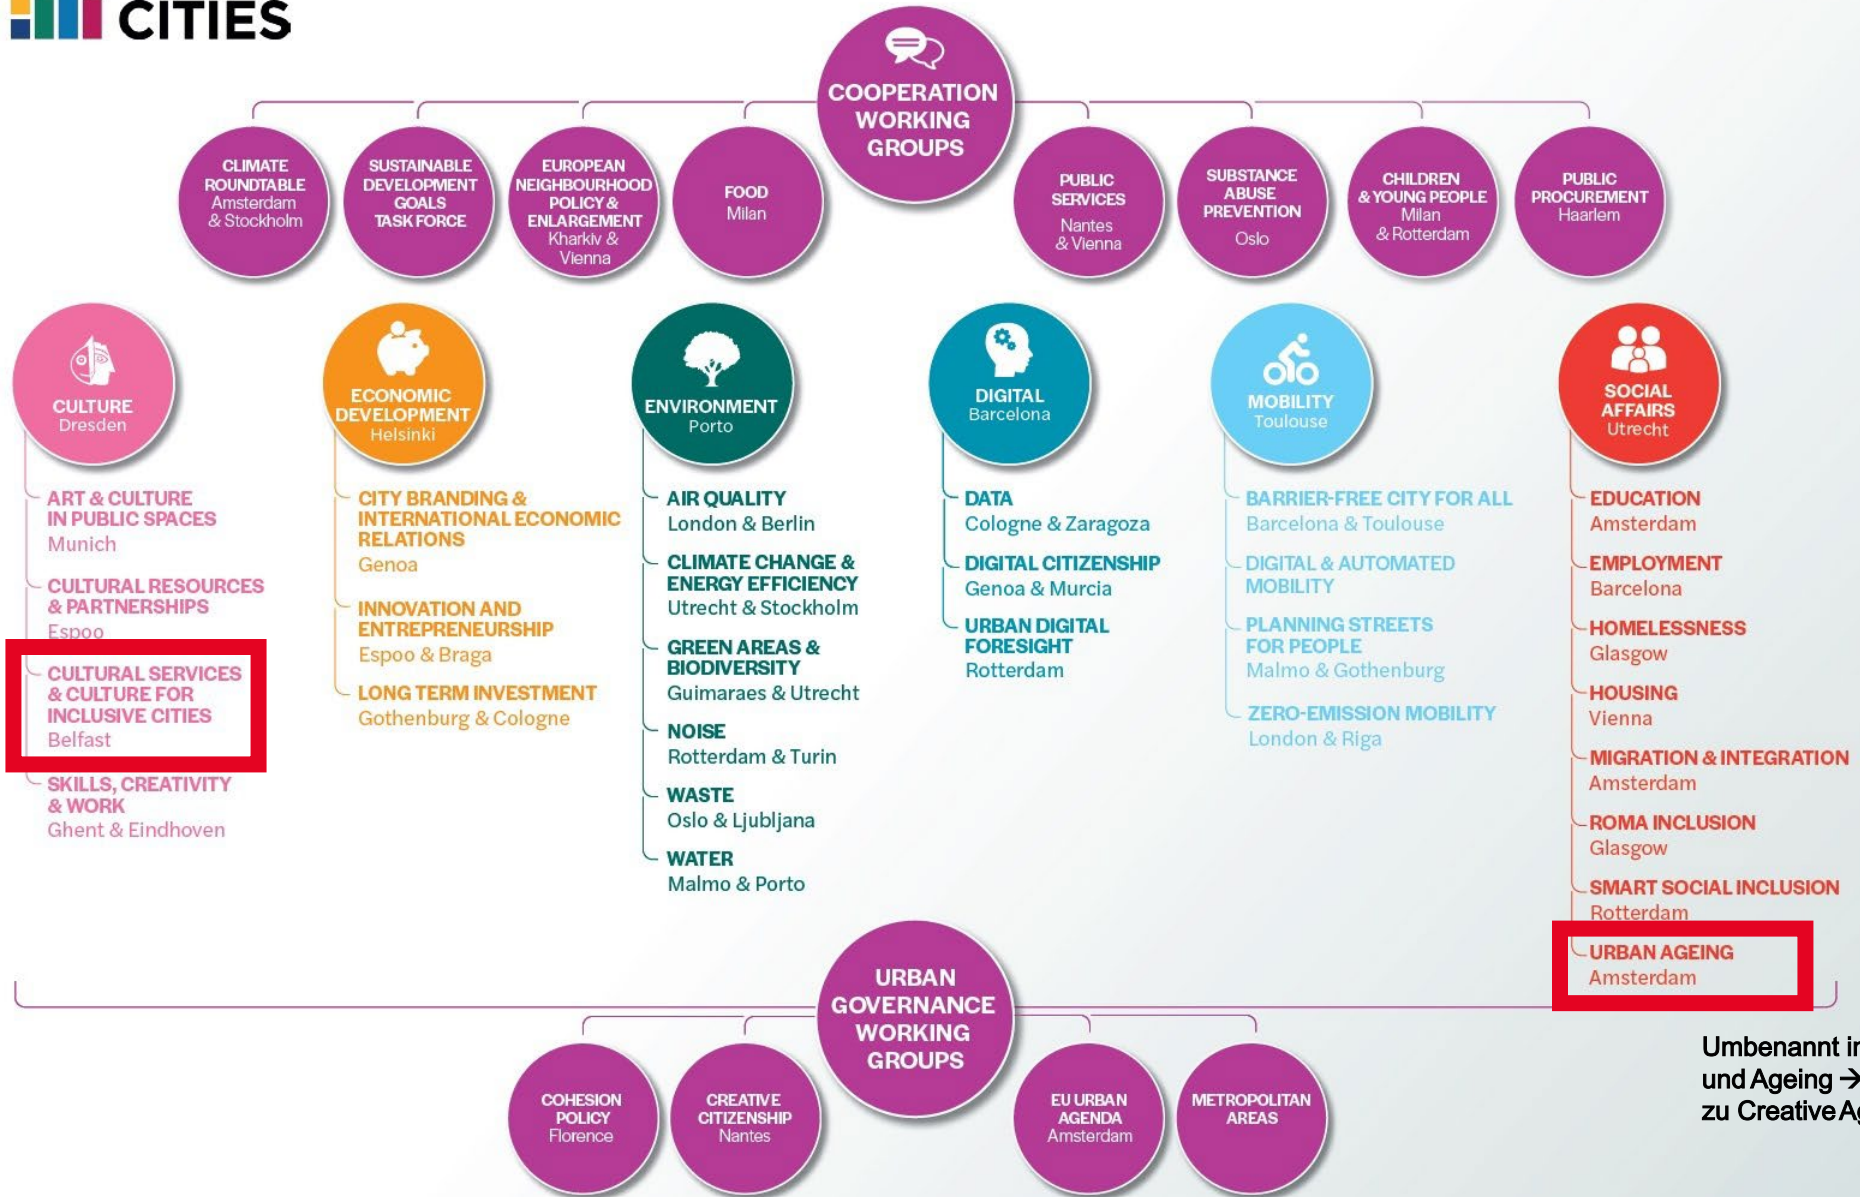 CITIES
COOPERATION
WORKING
GROUPS
CLIMATE
ROUNDTABLE
Amsterdam
& Stockholm
SUSTAINABLE
DEVELOPMENT
GOALS
TASK FORCE
EUROPEAN
NEIGHBOURHOOD
POLICY &
ENLARGEMENT
Kharkiv &
Vienna
FOOD
Milan
PUBLIC
SERVICES
Nantes
& Vienna
SUBSTANCE
ABUSE
PREVENTION
Oslo
CHILDREN
& YOUNG PEOPLE
Milan
& Rotterdam
PUBLIC
PROCUREMENT
Haarlem
CULTURE
Dresden
ART & CULTURE
IN PUBLIC SPACES
Munich
CULTURAL RESOURCES
& PARTNERSHIPS
Espoo
CULTURAL SERVICES
& CULTURE FOR
INCLUSIVE CITIES
Belfast
SKILLS, CREATIVITY
& WORK
Ghent & Eindhoven
ECONOMIC
DEVELOPMENT
Helsinki
CITY BRANDING &
INTERNATIONAL ECONOMIC
RELATIONS
Genoa
INNOVATION AND
ENTREPRENEURSHIP
Espoo & Braga
LONG TERM INVESTMENT
Gothenburg & Cologne
ENVIRONMENT
Porto
AIR QUALITY
London & Berlin
CLIMATE CHANGE &
ENERGY EFFICIENCY
Utrecht & Stockholm
GREEN AREAS &
BIODIVERSITY
Guimaraes & Utrecht
NOISE
Rotterdam & Turin
WASTE
Oslo & Ljubljana
WATER
Malmo & Porto
DIGITAL
Barcelona
DATA
Cologne & Zaragoza
DIGITAL CITIZENSHIP
Genoa & Murcia
URBAN DIGITAL
FORESIGHT
Rotterdam
MOBILITY
Toulouse
BARRIER-FREE CITY FOR ALL
Barcelona & Toulouse
DIGITAL & AUTOMATED
MOBILITY
PLANNING STREETS
FOR PEOPLE
Malmo & Gothenburg
ZERO-EMISSION MOBILITY
London & Riga
SOCIAL
AFFAIRS
Utrecht
EDUCATION
Amsterdam
EMPLOYMENT
Barcelona
HOMELESSNESS
Glasgow
HOUSING
Vienna
MIGRATION & INTEGRATION
Amsterdam
ROMA INCLUSION
Glasgow
SMART SOCIAL INCLUSION
Rotterdam
URBAN AGEING
Amsterdam
URBAN
GOVERNANCE
WORKING
GROUPS
COHESION
POLICY
Florence
CREATIVE
CITIZENSHIP
Nantes
EU URBAN
AGENDA
Amsterdam
METROPOLITAN
AREAS
Umbenannt
und Ageing →
zu Creative